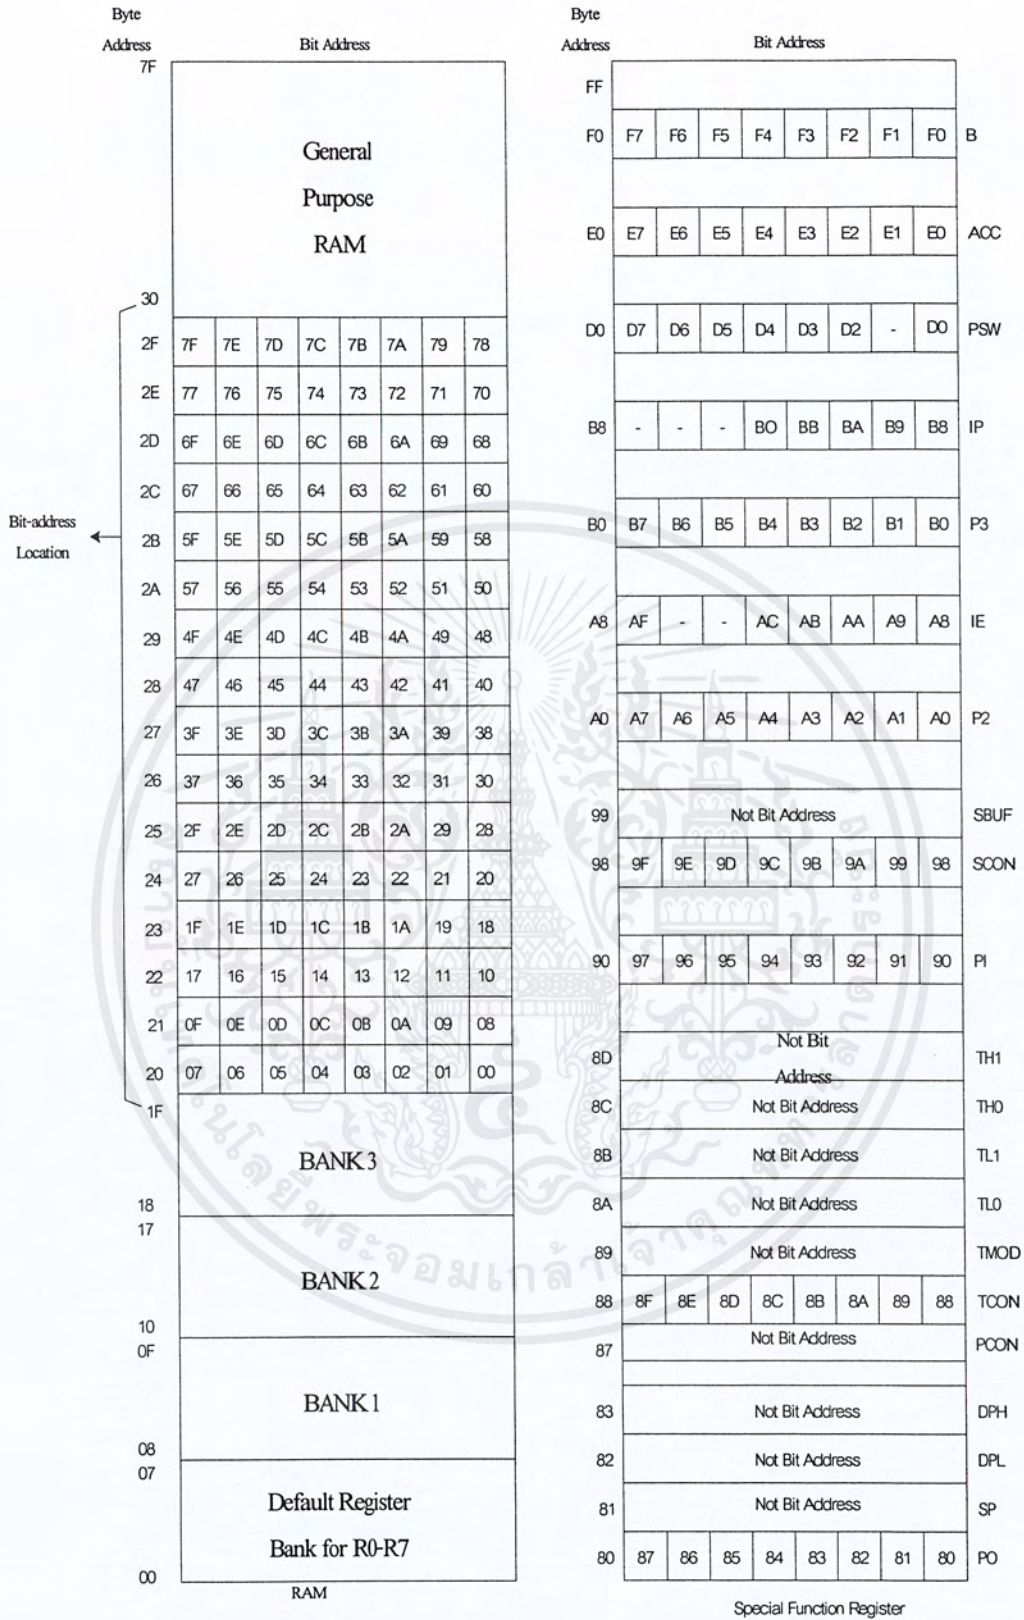 Byte
Address Bit Address
7F
General
Purpose
RAM
30
2F 7F 7E 7D 7C 7B 7A 79 78
2E 77 76 75 74 73 72 71 70
2D 6F 6E 6D 6C 6B 6A 69 68
2C 67 66 65 64 63 62 61 60
Bit-address
Location
2B 5F 5E 5D 5C 5B 5A 59 58
2A 57 56 55 54 53 52 51 50
29 4F 4E 4D 4C 4B 4A 49 48
28 47 46 45 44 43 42 41 40
27 3F 3E 3D 3C 3B 3A 39 38
26 37 36 35 34 33 32 31 30
25 2F 2E 2D 2C 2B 2A 29 28
24 27 26 25 24 23 22 21 20
23 1F 1E 1D 1C 1B 1A 19 18
22 17 16 15 14 13 12 11 10
21 0F 0E 0D 0C 0B 0A 09 08
20 07 06 05 04 03 02 01 00
1F
BANK 3
18
17
BANK 2
10
0F
BANK 1
08
07
Default Register
Bank for R0-R7
00
RAM
Byte
Address Bit Address
FF
F0 F7 F6 F5 F4 F3 F2 F1 F0 B
E0 E7 E6 E5 E4 E3 E2 E1 E0 ACC
D0 D7 D6 D5 D4 D3 D2 - D0 PSW
B8 - - - BO BB BA B9 B8 IP
B0 B7 B6 B5 B4 B3 B2 B1 B0 P3
A8 AF - - AC AB AA A9 A8 IE
A0 A7 A6 A5 A4 A3 A2 A1 A0 P2
99 Not Bit Address SBUF
98 9F 9E 9D 9C 9B 9A 99 98 SCON
90 97 96 95 94 93 92 91 90 PI
8D Not Bit Address TH1
8C Not Bit Address TH0
8B Not Bit Address TL1
8A Not Bit Address TL0
89 Not Bit Address TMOD
88 8F 8E 8D 8C 8B 8A 89 88 TCON
87 Not Bit Address PCON
83 Not Bit Address DPH
82 Not Bit Address DPL
81 Not Bit Address SP
80 87 86 85 84 83 82 81 80 PO
Special Function Register